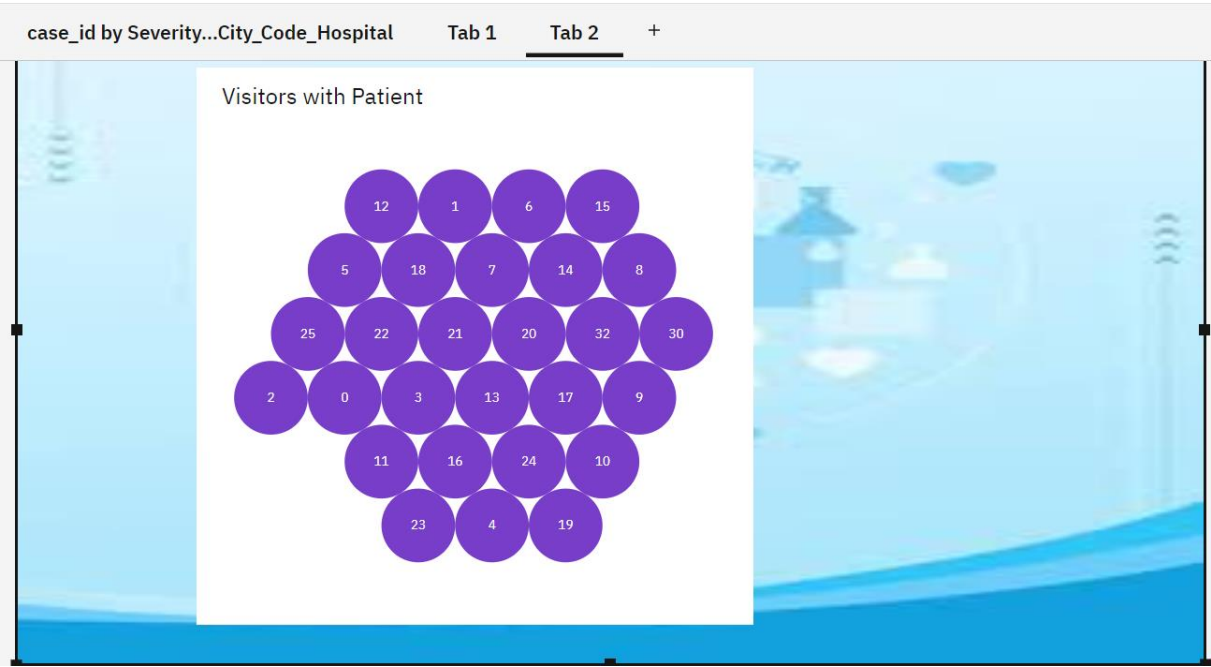 case_id by Severity...City_Code_Hospital Tab 1 Tab 2 +
Visitors with Patient
12 1 6 15
5 18 7 14 8
25 22 21 20 32 30
2 0 3 13 17 9
11 16 24 10
23 4 19